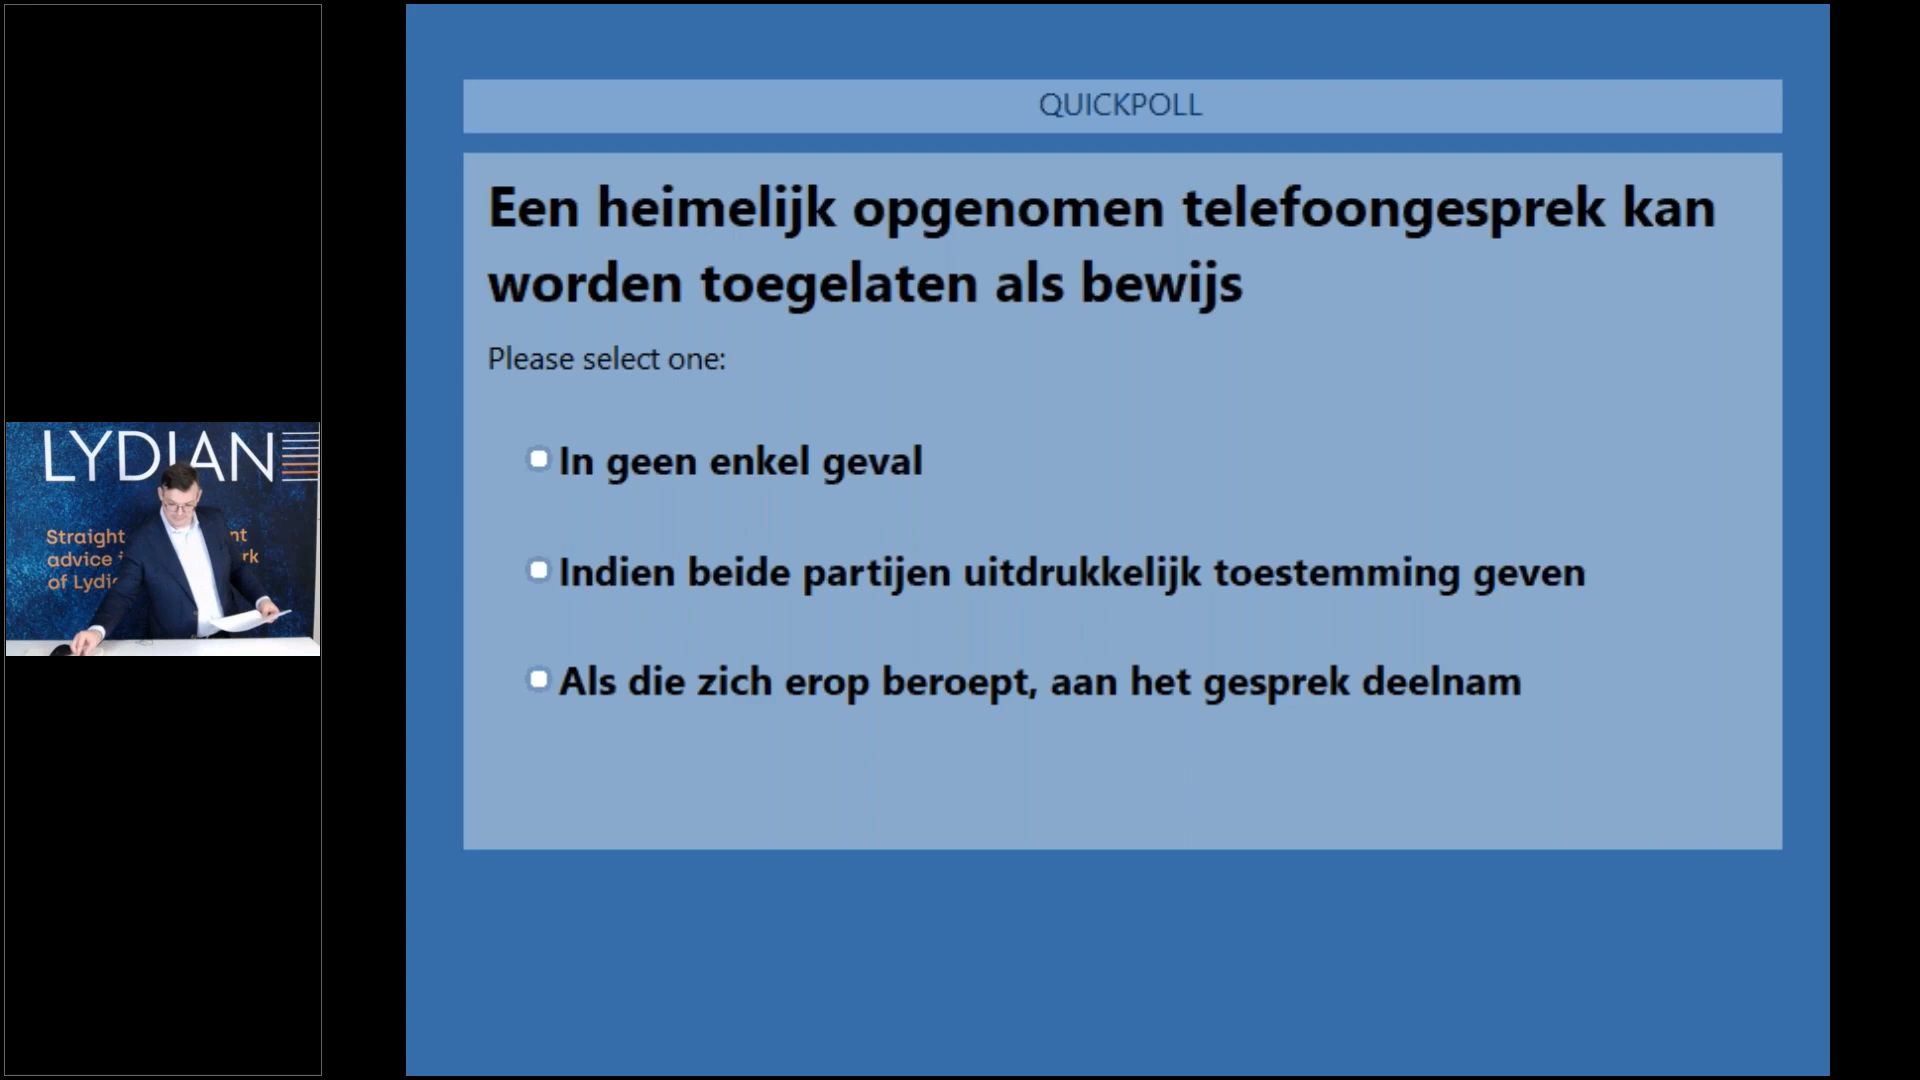 QUICKPOLL
Een heimelijk opgenomen telefoongesprek kan
worden toegelaten als bewijs
Please select one:
In geen enkel geval
Indien beide partijen uitdrukkelijk toestemming geven
Als die zich erop beroept, aan het gesprek deelnam
LYDIAN
Straight
advice
of